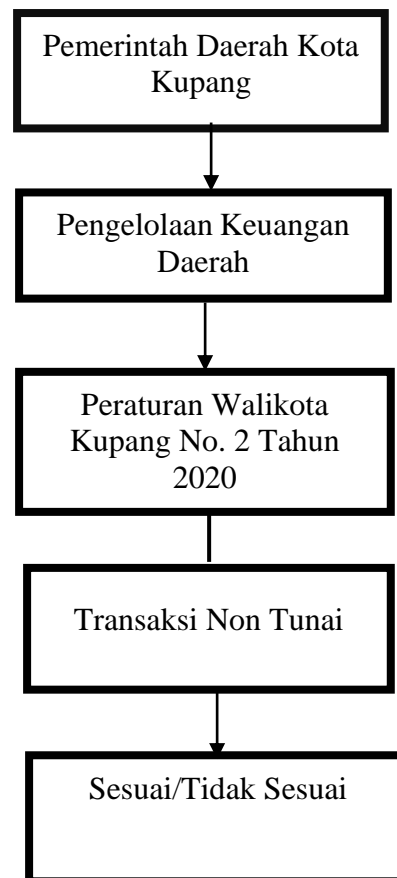 Pemerintah Daerah Kota
Kupang
Pengelolaan Keuangan
Daerah
Peraturan Walikota
Kupang No. 2 Tahun
2020
Transaksi Non Tunai
Sesuai/Tidak Sesuai